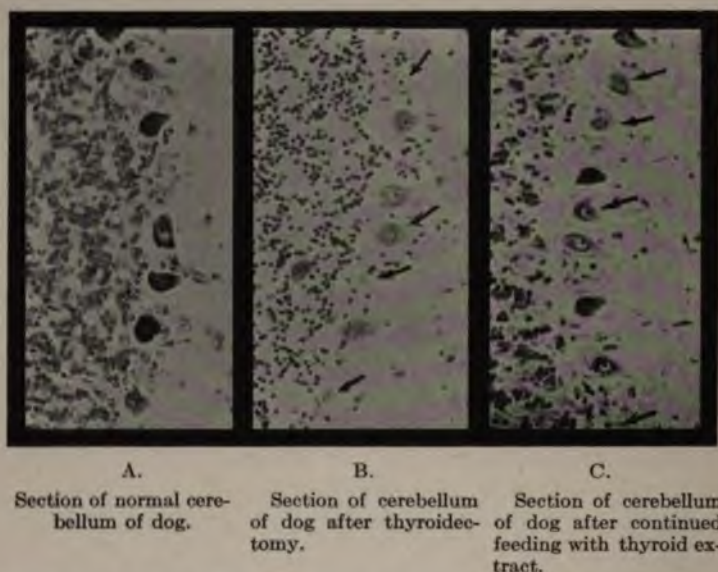 A.
Section of normal cere-
bellum of dog.
B.
Section of cerebellum
of dog after thyroidec-
tomy.
C.
Section of cerebellum
of dog after continued
feeding with thyroid ex-
tract.